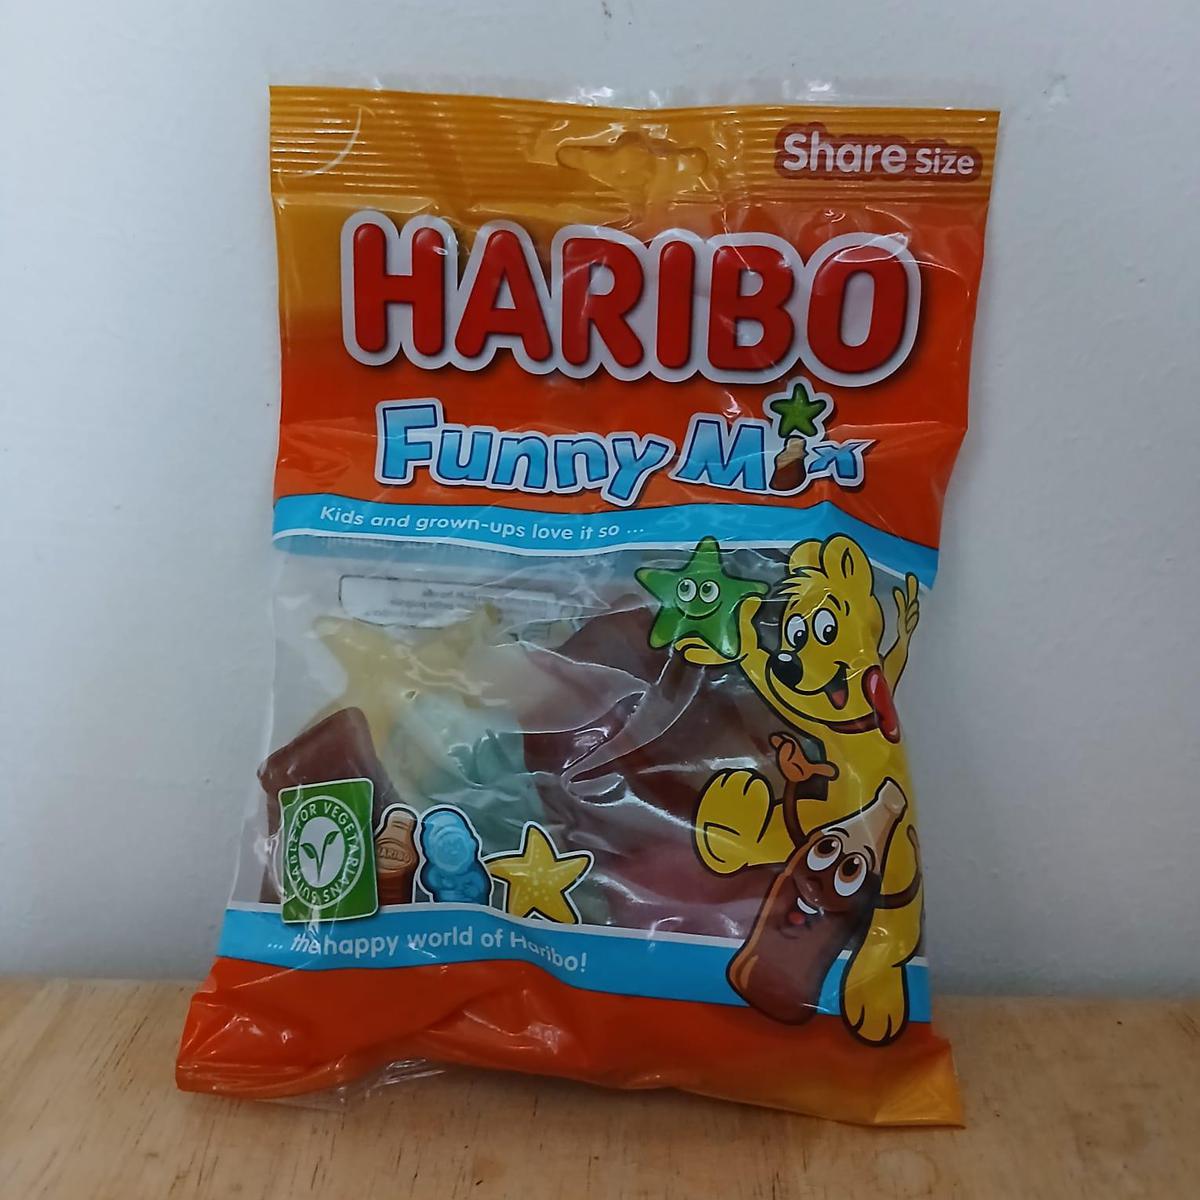 Share Size
HARIBO
Funny Mix
Kids and grown-ups love it so ...
SUITABLE FOR VEGETARIANS
HARIBO
... the happy world of Haribo!